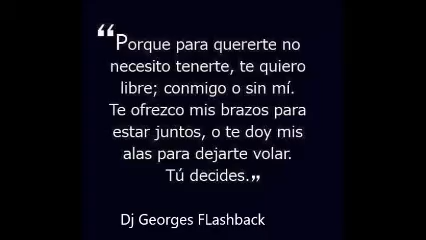 “Porque para quererte no
necesito tenerte, te quiero
libre; conmigo o sin mí.
Te ofrezco mis brazos para
estar juntos, o te doy mis
alas para dejarte volar.
Tú decides.”
Dj Georges FLashback